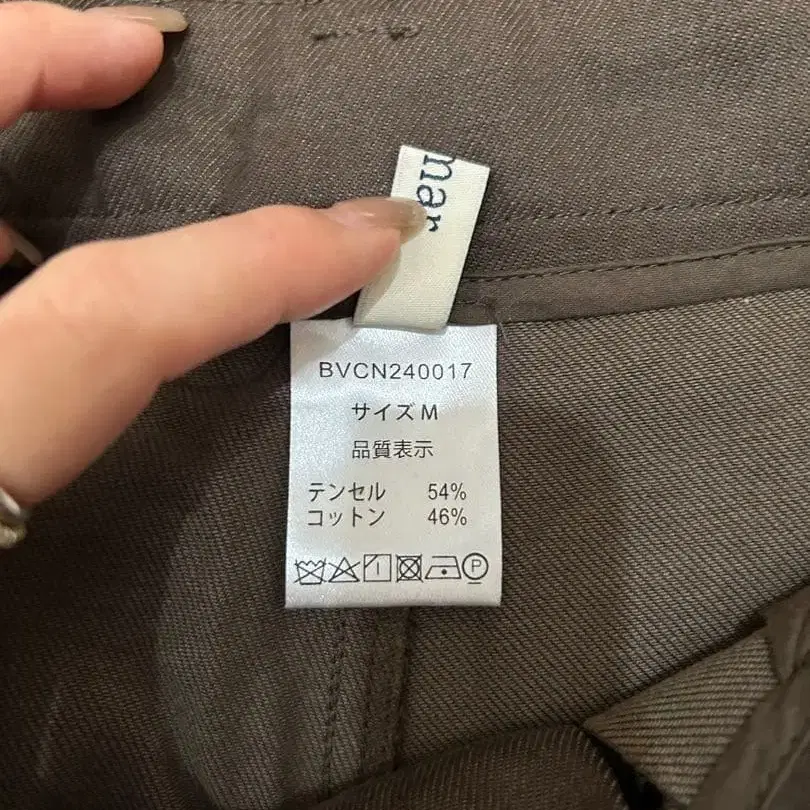 mar
BVCN240017
サイズ M
品質表示
テンセル 54%
コットン 46%
P